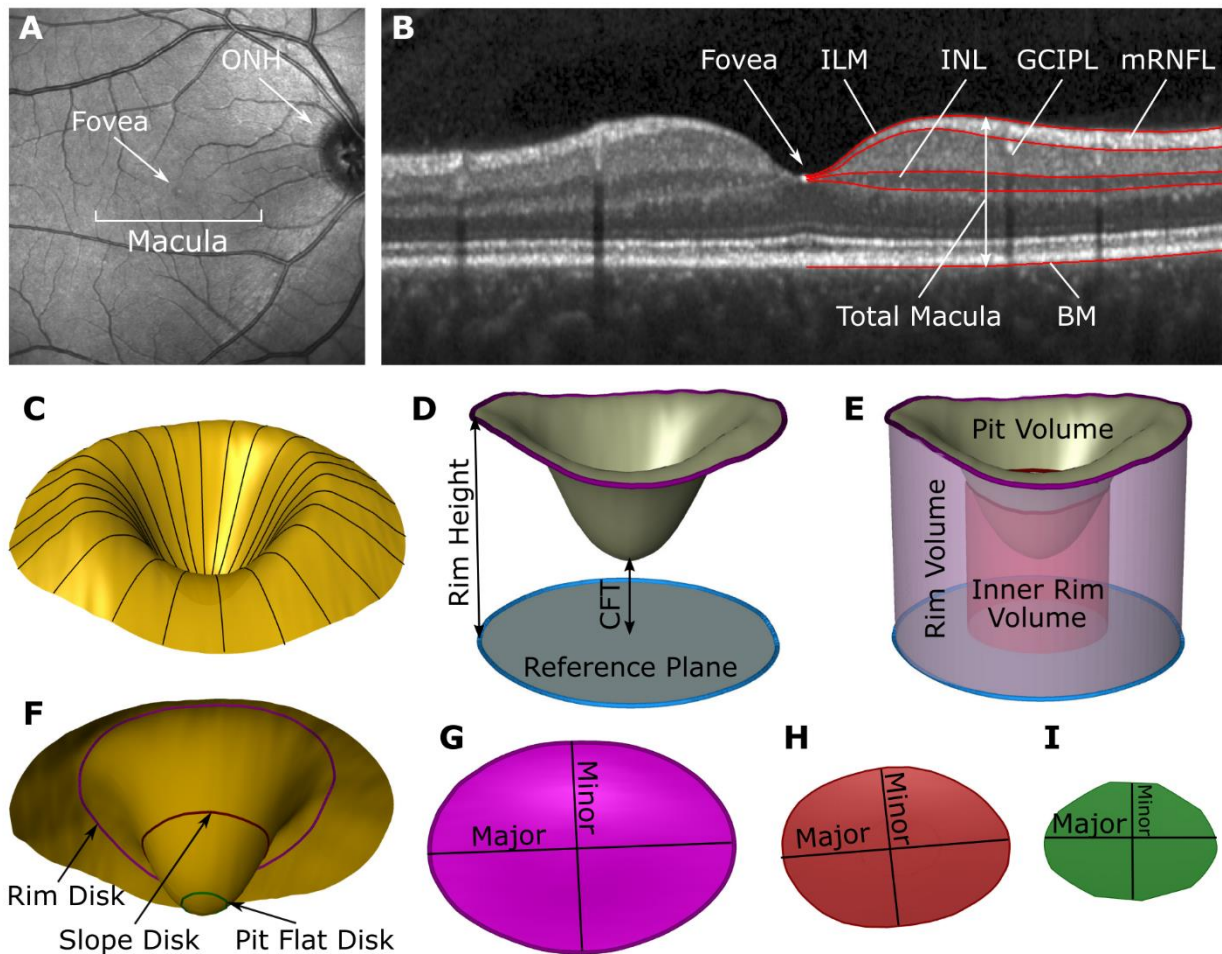 A
ONH
Fovea
Macula
B
Fovea
ILM
INL
GCIPL
mRNFL
Total Macula
BM
C
D
Rim Height
CFT
Reference Plane
E
Pit Volume
Rim Volume
Inner Rim
Volume
F
Rim Disk
Slope Disk
Pit Flat Disk
G
Major
Minor
H
Major
Minor
I
Major
Minor